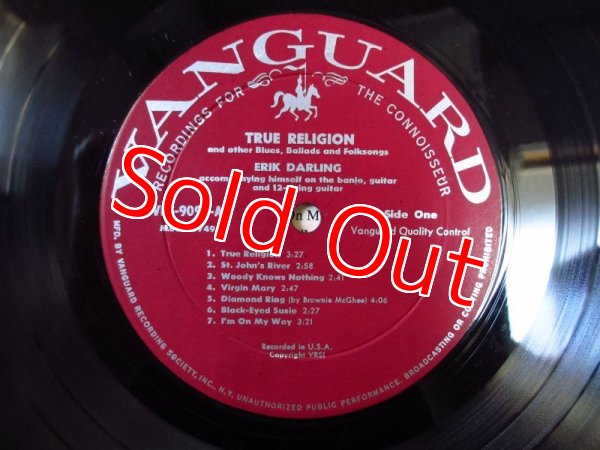 VANGUARD
RECORDINGS FOR THE CONNOISSEUR
TRUE RELIGION
and other Blues, Ballads and Folksongs
ERIK DARLING
accompanying himself on the banjo, guitar
and 12-string guitar
Side One
Vanguard Quality Control
Sold Out
1. True Religion 3:27
2. St. John's River 2:58
3. Woody Knows Nothing 2:41
4. Virgin Mary 2:47
5. Diamond Ring (by Brownie McGhee) 4:06
6. Black-Eyed Susie 2:27
7. I'm On My Way 3:21
Recorded in U.S.A.
Copyright VRSI
MFD. BY VANGUARD RECORDING SOCIETY, INC., N.Y. UNAUTHORIZED PUBLIC PERFORMANCE, BROADCASTING OR COPYING PROHIBITED